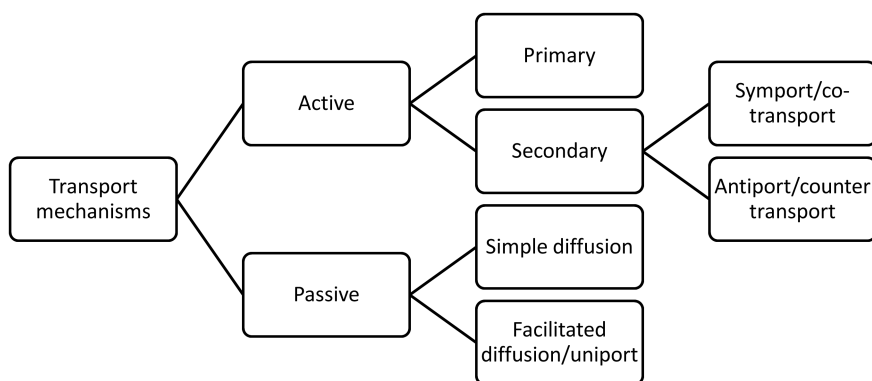 Transport
mechanisms
Active
Primary
Secondary
Symport/co-
transport
Antiport/counter
transport
Passive
Simple diffusion
Facilitated
diffusion/uniport